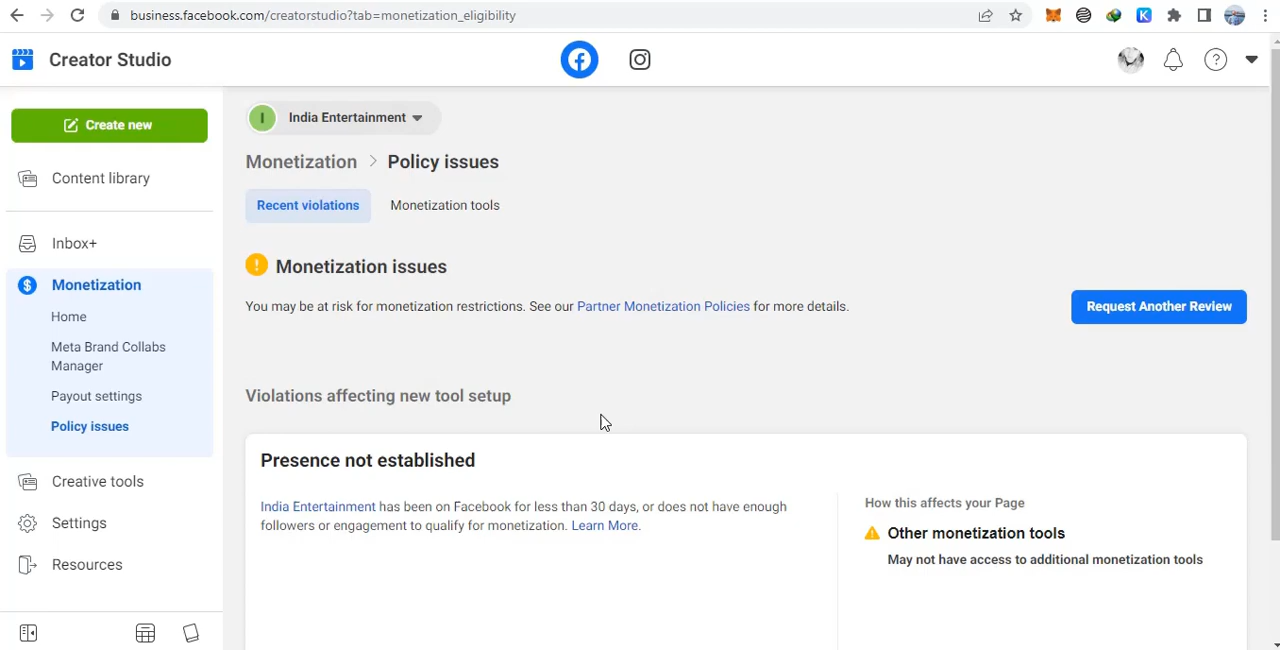 business.facebook.com/creatorstudio?tab=monetization_eligibility
K
Creator Studio
?
Create new
Content library
Inbox+
$ Monetization
Home
Meta Brand Collabs
Manager
Payout settings
Policy issues
Creative tools
Settings
Resources
I India Entertainment
Monetization > Policy issues
Recent violations Monetization tools
! Monetization issues
You may be at risk for monetization restrictions. See our Partner Monetization Policies for more details.
Request Another Review
Violations affecting new tool setup
Presence not established
India Entertainment has been on Facebook for less than 30 days, or does not have enough
followers or engagement to qualify for monetization. Learn More.
How this affects your Page
Other monetization tools
May not have access to additional monetization tools